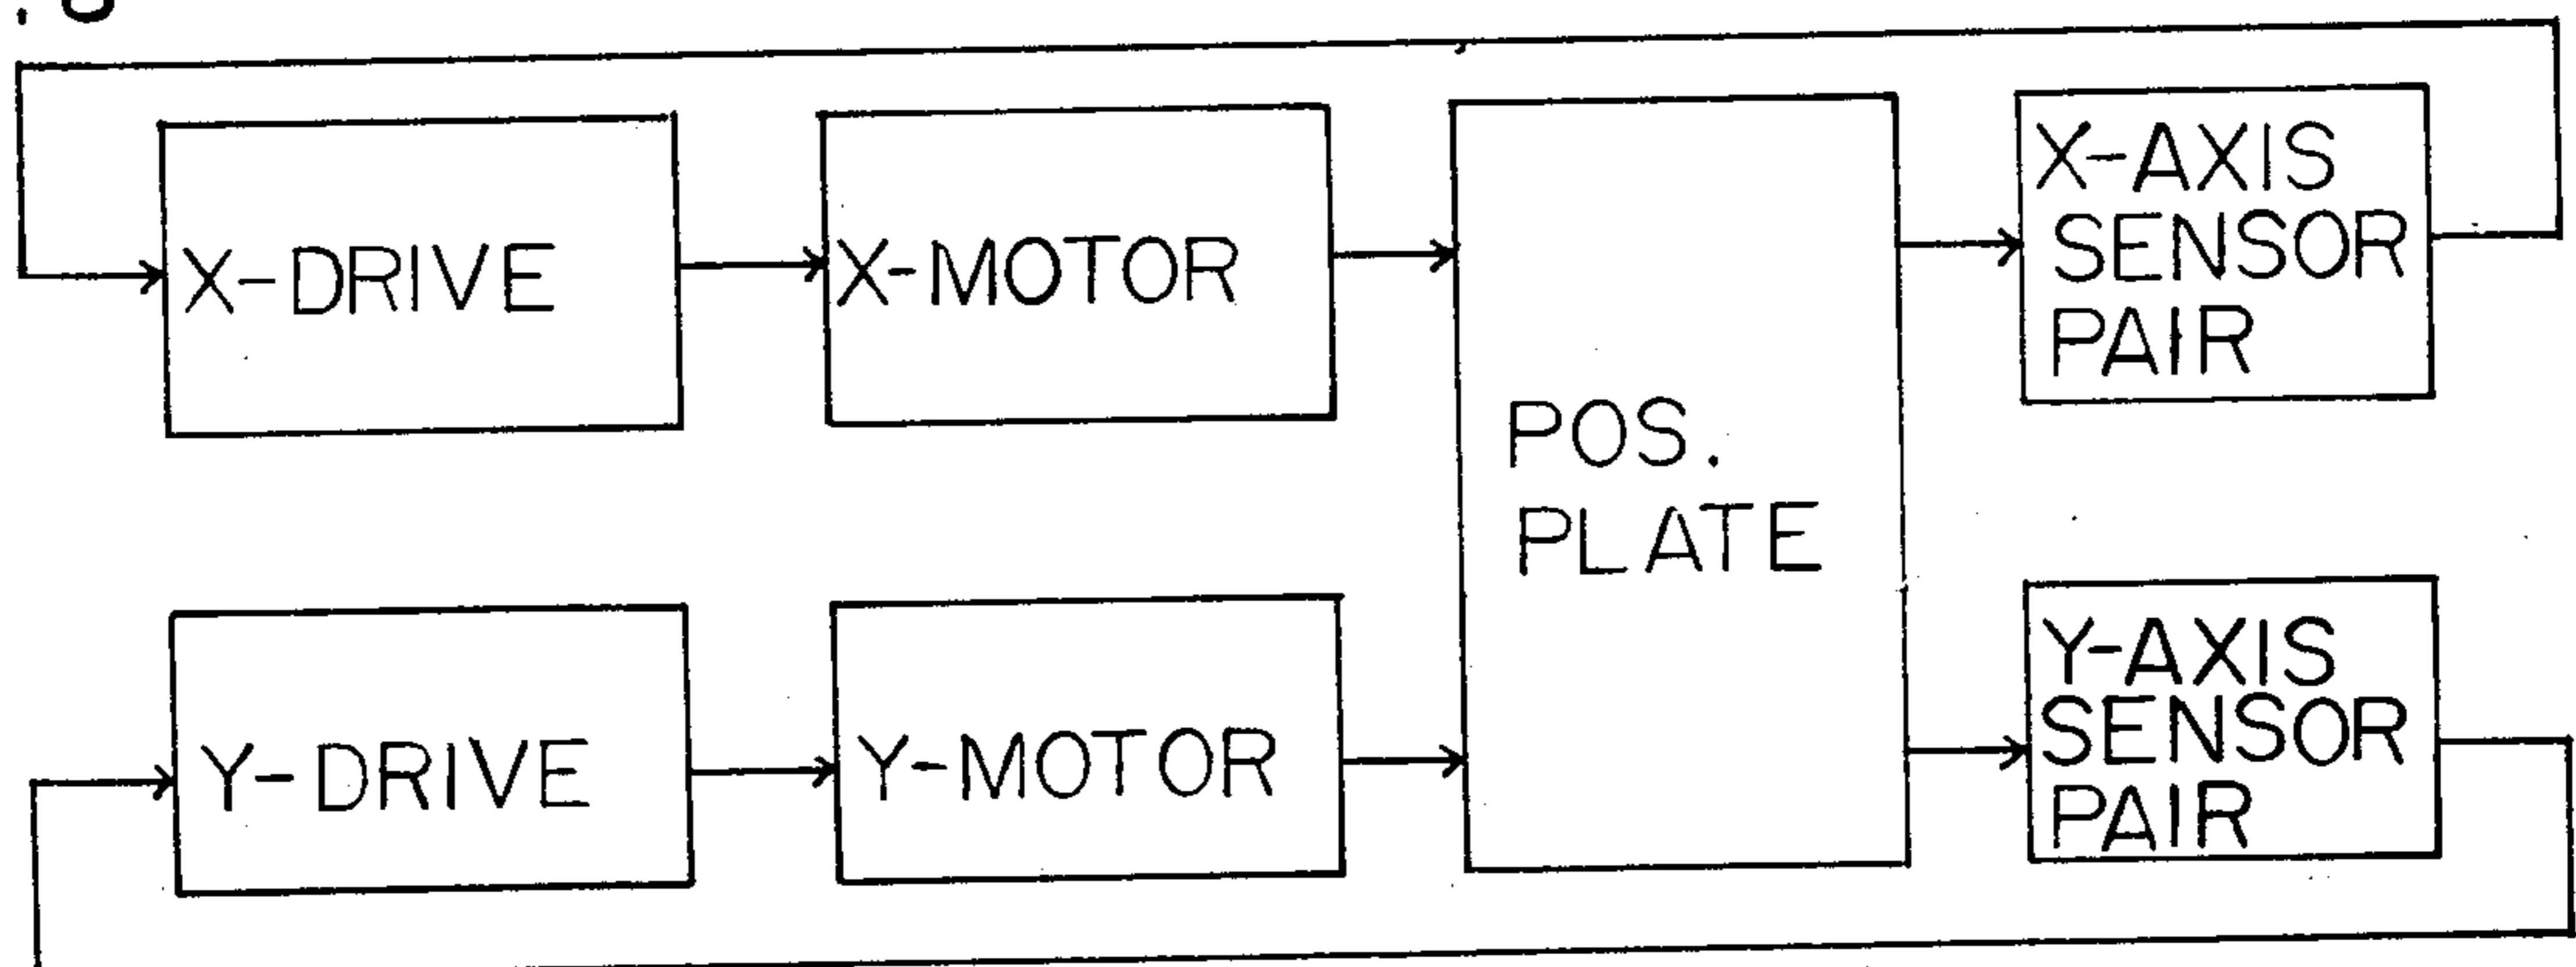 X-DRIVE
X-MOTOR
POS.
PLATE
X-AXIS
SENSOR
PAIR
Y-DRIVE
Y-MOTOR
Y-AXIS
SENSOR
PAIR